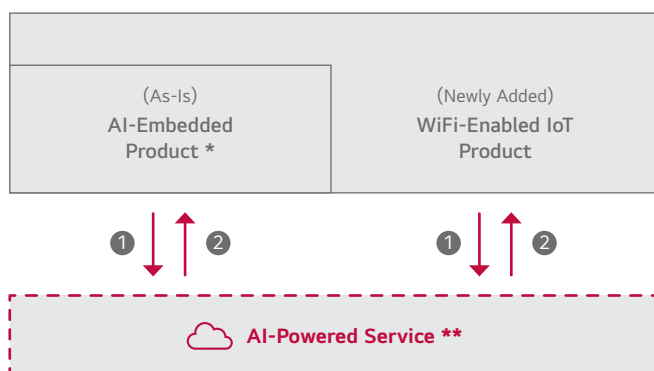 (As-Is)
AI-Embedded
Product *
(Newly Added)
WiFi-Enabled IoT
Product
1
2
1
2
AI-Powered Service **